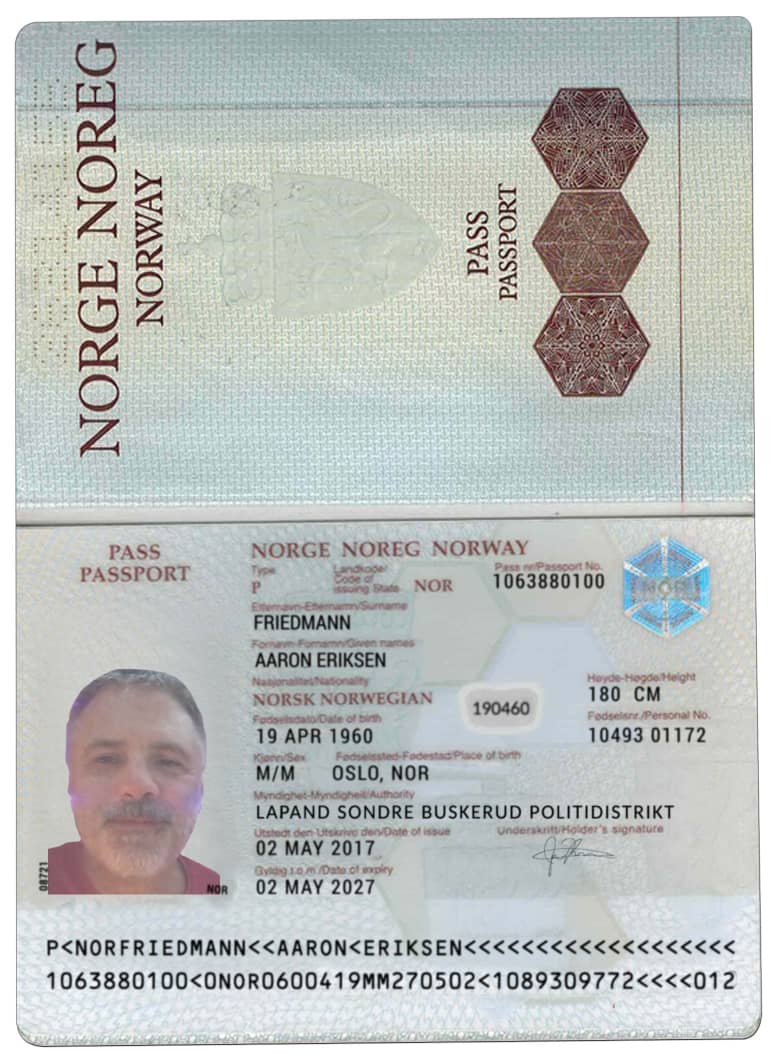 NORGE NOREG
NORWAY
PASS
PASSPORT
PASS
PASSPORT
NORGE NOREG NORWAY
Type
P
Landkode/
Code of
issuing State
NOR
Pass nr/Passport No.
1063880100
NOR
Etternavn-Etternamn/Surname
FRIEDMANN
Fornavn-Fornamn/Given names
AARON ERIKSEN
Nasjonalitet/Nationality
NORSK NORWEGIAN
190460
Høyde-Høgde/Height
180 CM
Fødselsdato/Date of birth
19 APR 1960
Fødselsnr./Personal No.
10493 01172
Kjønn/Sex
M/M
Fødselssted-Fødestad/Place of birth
OSLO, NOR
Myndighet-Myndigheit/Authority
LAPAND SONDRE BUSKERUD POLITIDISTRIKT
Utstedt den-Utskrive den/Date of issue
02 MAY 2017
Underskrift/Holder's signature
Gyldig t.o.m./Date of expiry
02 MAY 2027
08721
NOR
P<NORFRIEDMANN<<AARON<ERIKSEN<<<<<<<<<<<<<<<<<<<
1063880100<0NOR0600419MM270502<1089309772<<<<012